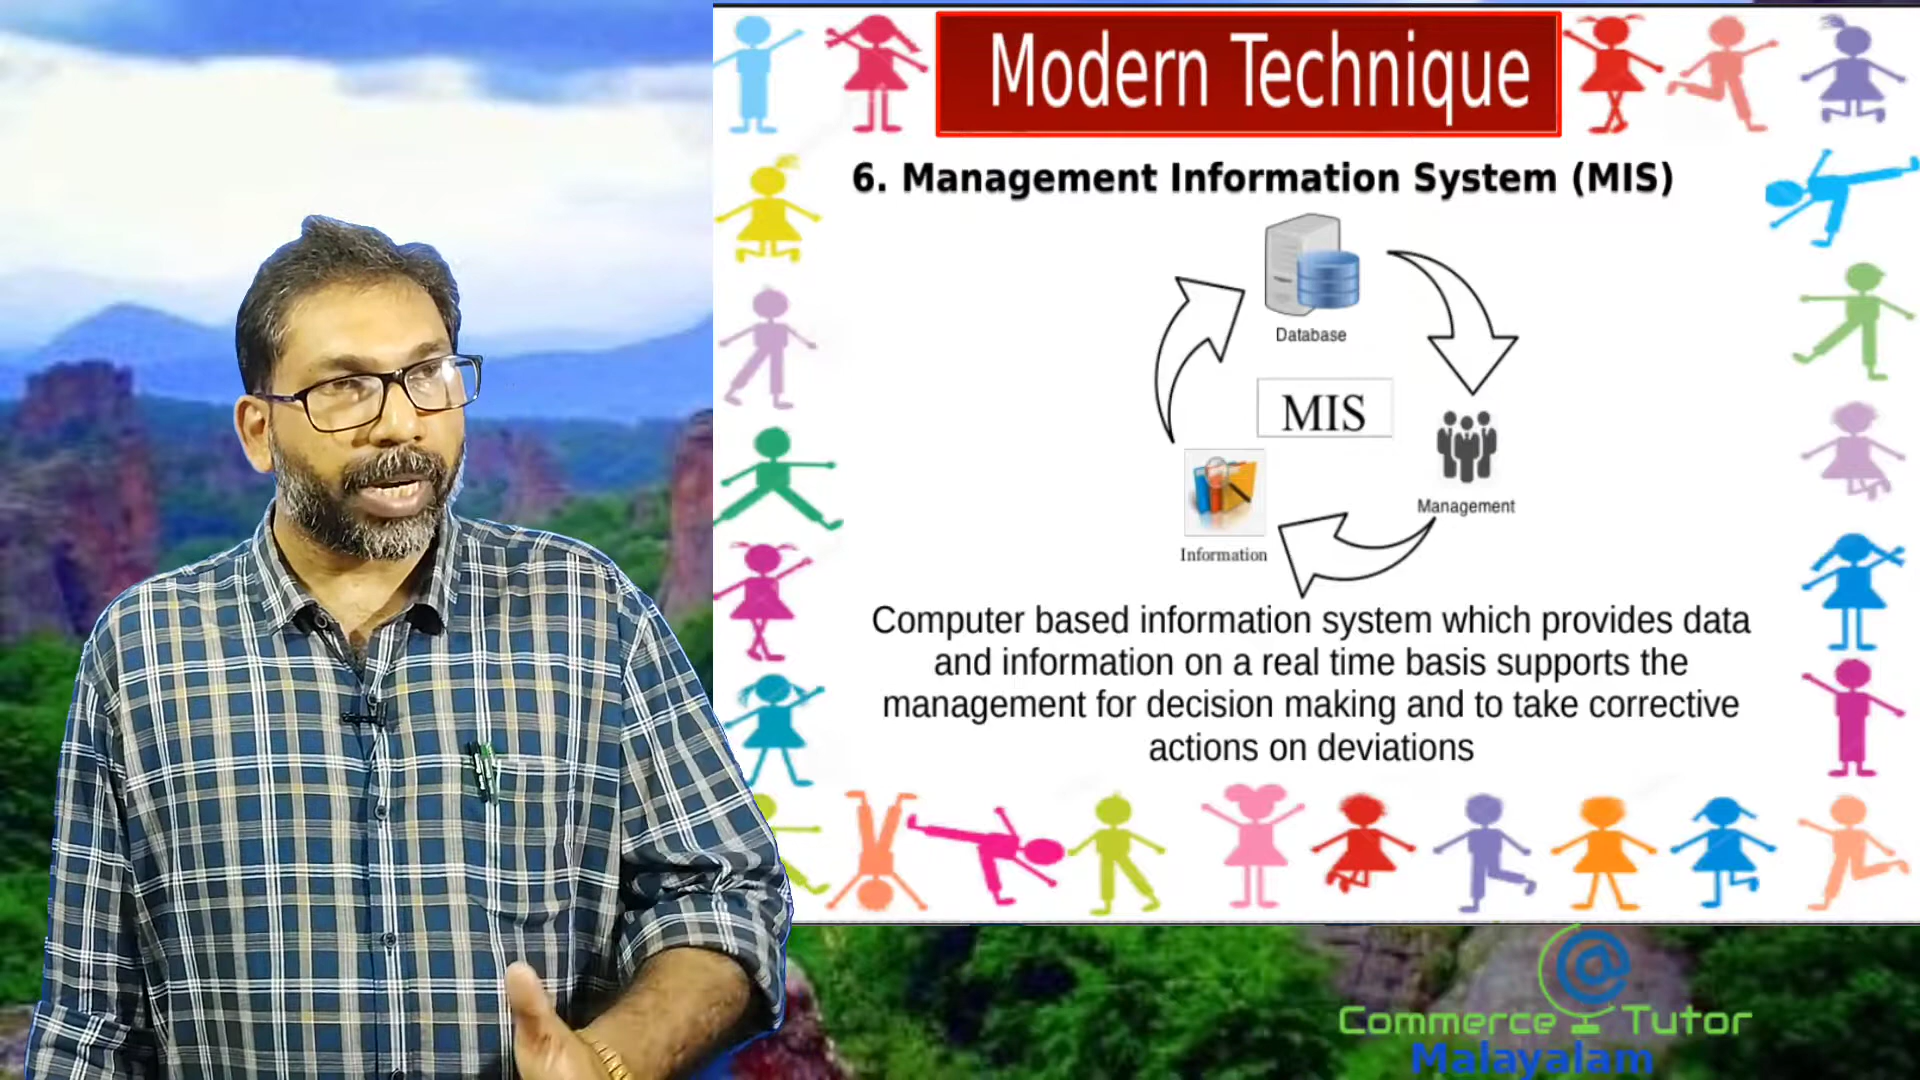 Modern Technique
6. Management Information System (MIS)
Database
MIS
Management
Information
Computer based information system which provides data
and information on a real time basis supports the
management for decision making and to take corrective
actions on deviations
Commerce Tutor
Malayalam